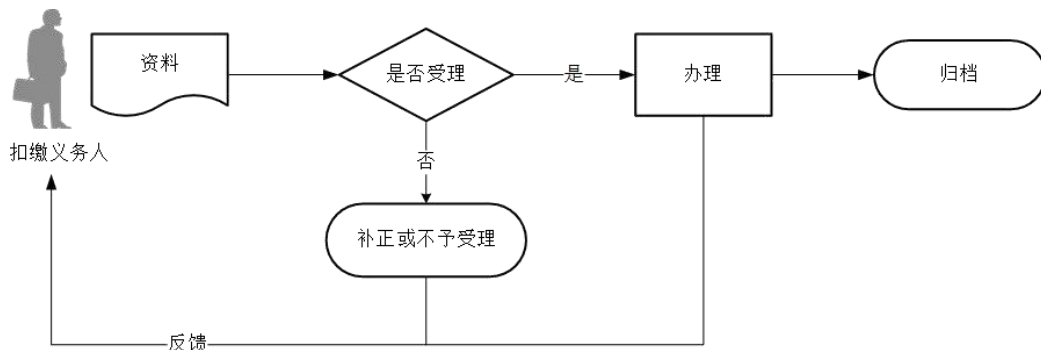 资料
是否受理
是
办理
归档
扣缴义务人
否
补正或不予受理
反馈